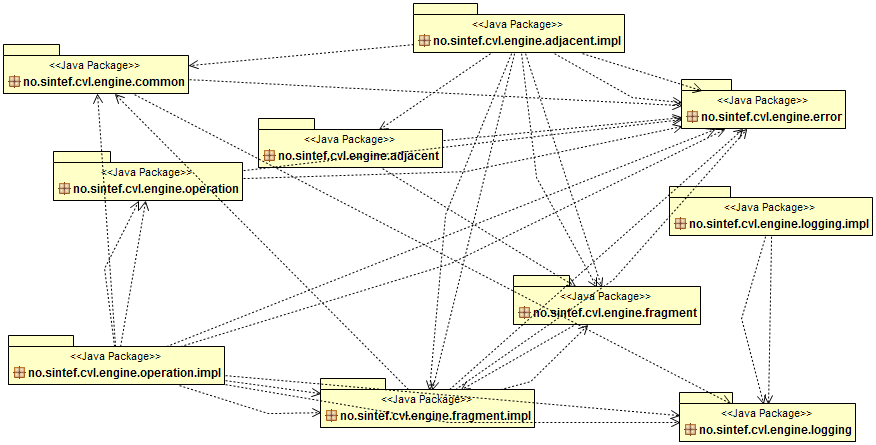 <<Java Package>>
no.sintef.cvl.engine.adjacent.impl
<<Java Package>>
no.sintef.cvl.engine.common
<<Java Package>>
no.sintef.cvl.engine.error
<<Java Package>>
no.sintef.cvl.engine.adjacent
<<Java Package>>
no.sintef.cvl.engine.operation
<<Java Package>>
no.sintef.cvl.engine.logging.impl
<<Java Package>>
no.sintef.cvl.engine.fragment
<<Java Package>>
no.sintef.cvl.engine.operation.impl
<<Java Package>>
no.sintef.cvl.engine.fragment.impl
<<Java Package>>
no.sintef.cvl.engine.logging